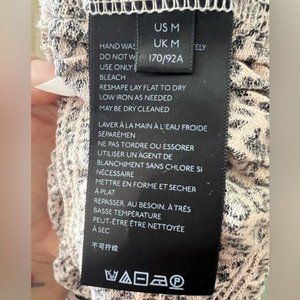 US M
UK M
170/92A
HAND WAS
ELY
DO NOT W
USE ONLY
BLEACH
RESHAPE LAY FLAT TO DRY
LOW IRON AS NEEDED
MAY BE DRY CLEANED
LAVER À LA MAIN À L'EAU FROIDE
SÉPARÉMEN
NE PAS TORDRE OU ESSORER
UTILISER UN AGENT DE
BLANCHIMENT SANS CHLORE SI
NÉCESSAIRE
METTRE EN FORME ET SECHER
À PLAT
REPASSER, AU BESOIN, À TRÈS
BASSE TEMPÉRATURE
PEUT-ÊTRE ÊTRE NETTOYÉE
À SEC
不可拧绞